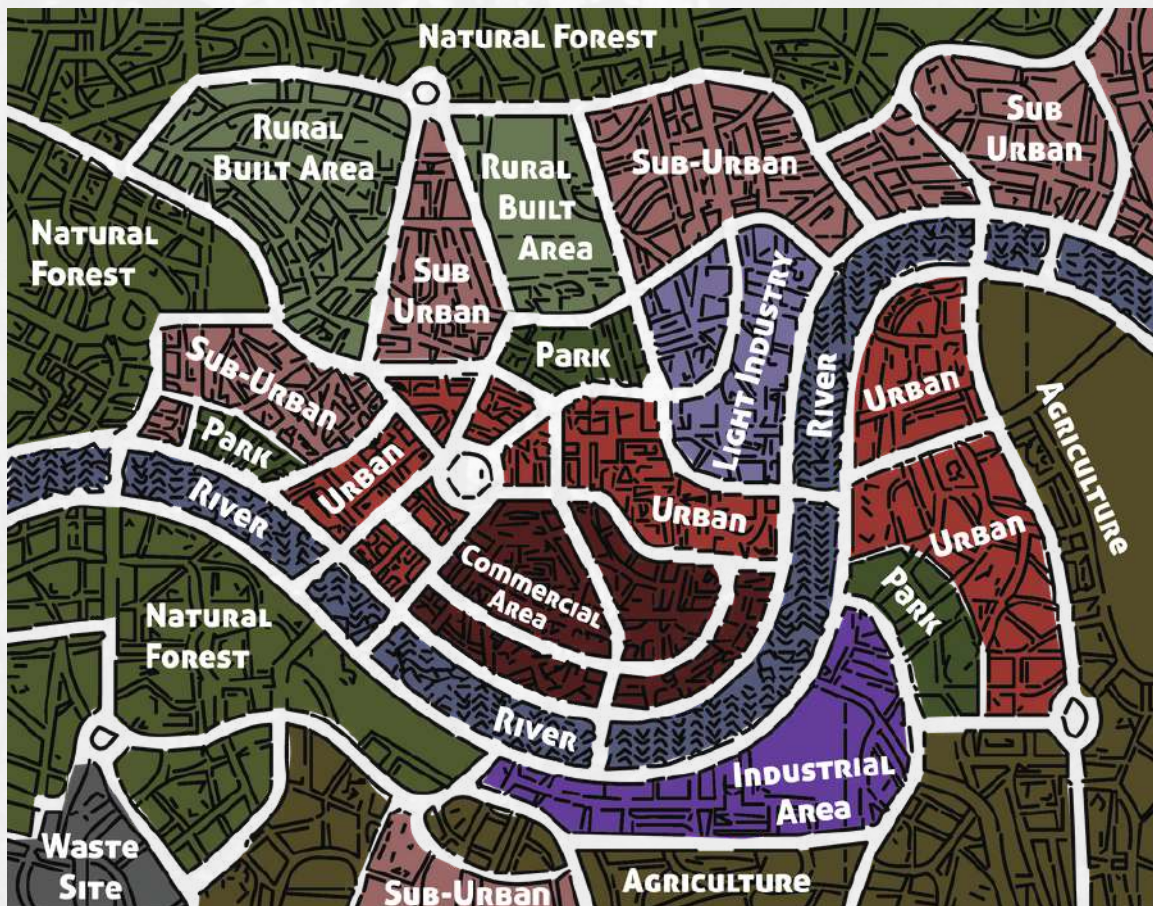 Natural Forest
Rural
Built Area
Rural
Built
Area
Sub-Urban
Sub
Urban
Natural
Forest
Sub
Urban
Light Industry
Park
Sub-Urban
Park
River
Urban
Urban
River
Urban
Agriculture
Urban
Park
Commercial
Area
Natural
Forest
River
Industrial
Area
Waste
Site
Sub-Urban
Agriculture